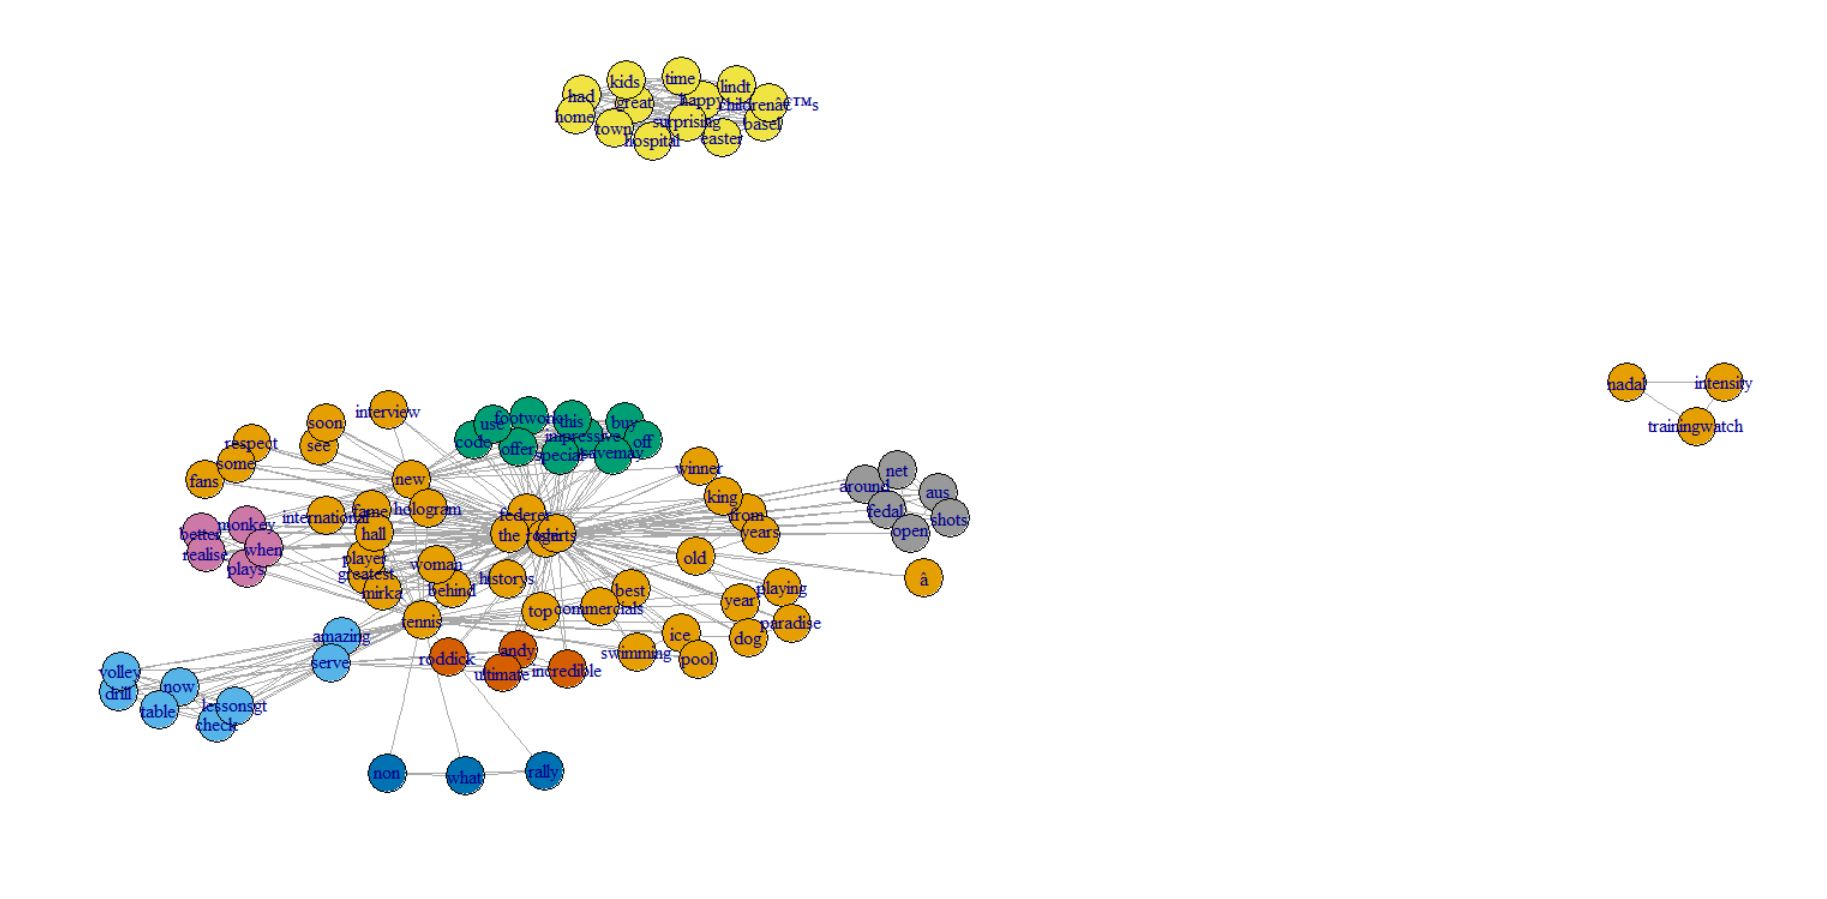 kids
time
lindt
had
great
happy
childrenâ€™s
home
town
surprising
basel
hospital
easter
nadal
intensity
trainingwatch
interview
soon
see
respect
some
fans
new
code
use
footwork
this
buy
offer
impressive
off
special
winner
king
from
years
around
net
aus
fedal
shots
open
â
international
fame
hall
hologram
federer
the
better
monkey
realise
when
plays
player
greatest
mirka
woman
behind
historys
old
best
top
commercials
year
playing
paradise
dog
ice
pool
swimming
tennis
amazing
serve
roddick
andy
ultimate
incredible
volley
drill
now
table
lessonsgt
check
non
what
rally